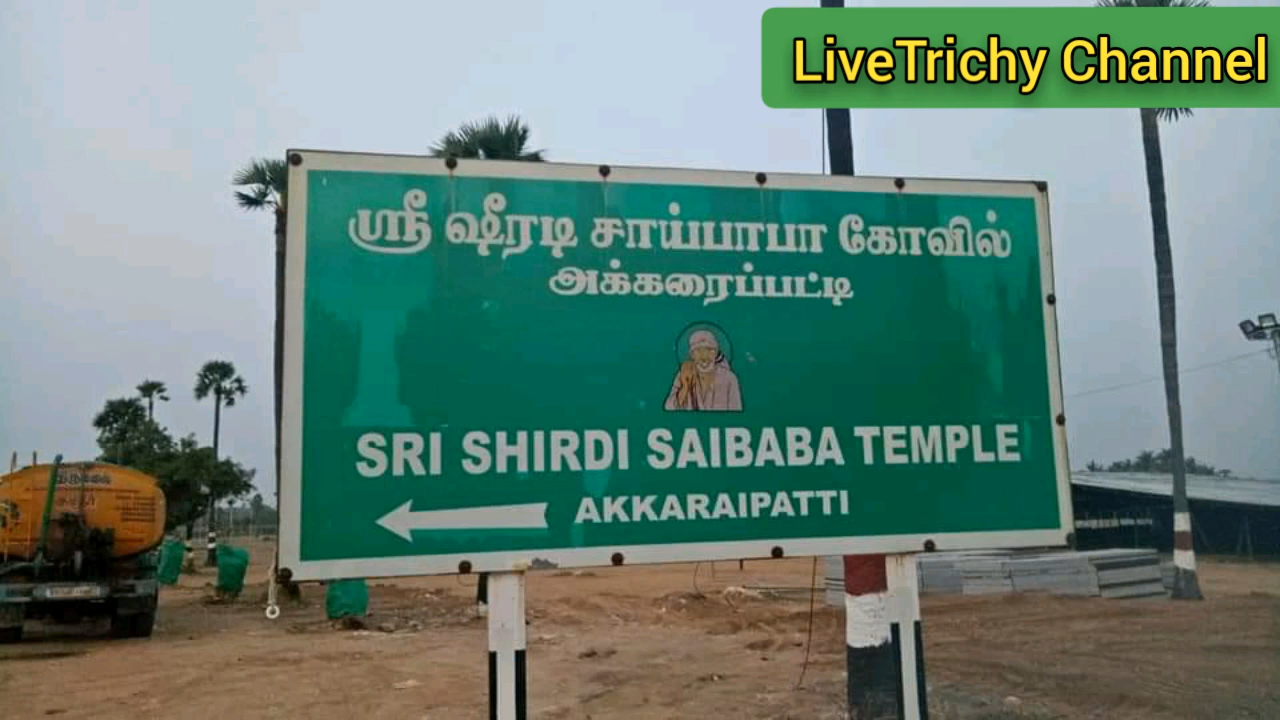 LiveTrichy Channel
ஸ்ரீ ஷீரடி சாய்பாபா கோவில்
அக்கரைப்பட்டி
SRI SHIRDI SAIBABA TEMPLE
AKKARAIPATTI